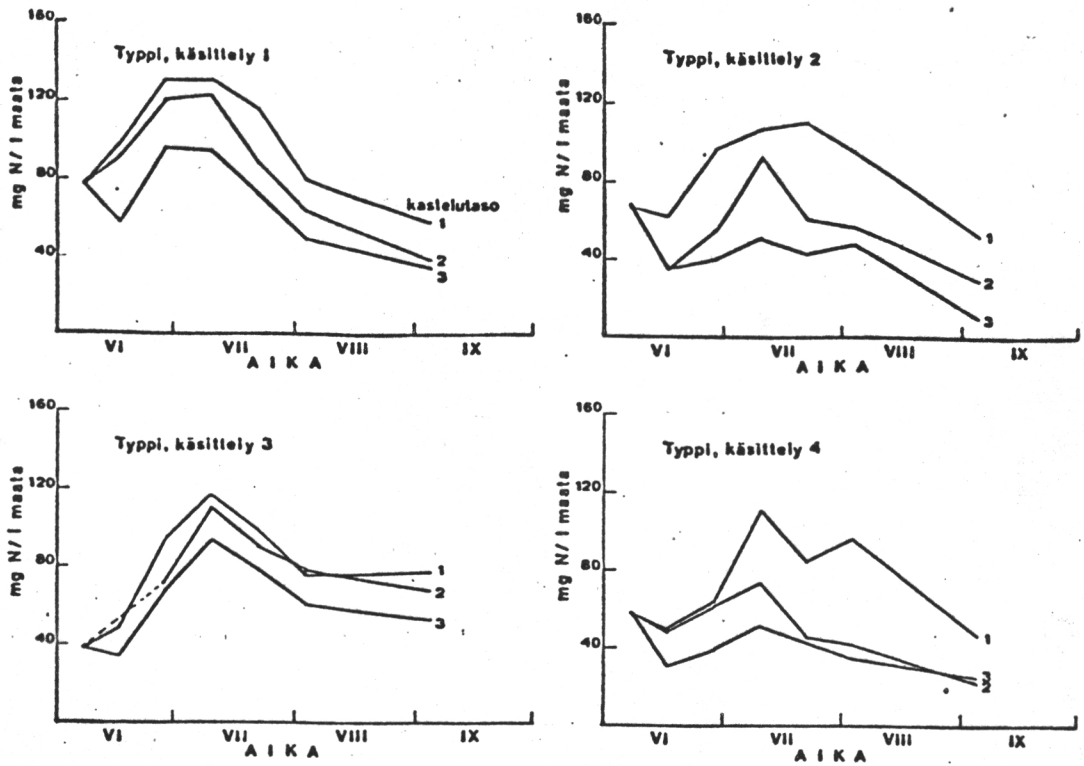 160
Typpi, käsittely 1
120
80
40
mg N/ l maata
kastelutaso
1
2
3
VI VII VIII IX
A I K A
160
Typpi, käsittely 2
120
80
40
mg N/ l maata
1
2
3
VI VII VIII IX
A I K A
160
Typpi, käsittely 3
120
80
40
mg N/ l maata
1
2
3
VI VII VIII IX
A I K A
160
Typpi, käsittely 4
120
80
40
mg N/ l maata
1
3
2
VI VII VIII IX
A I K A